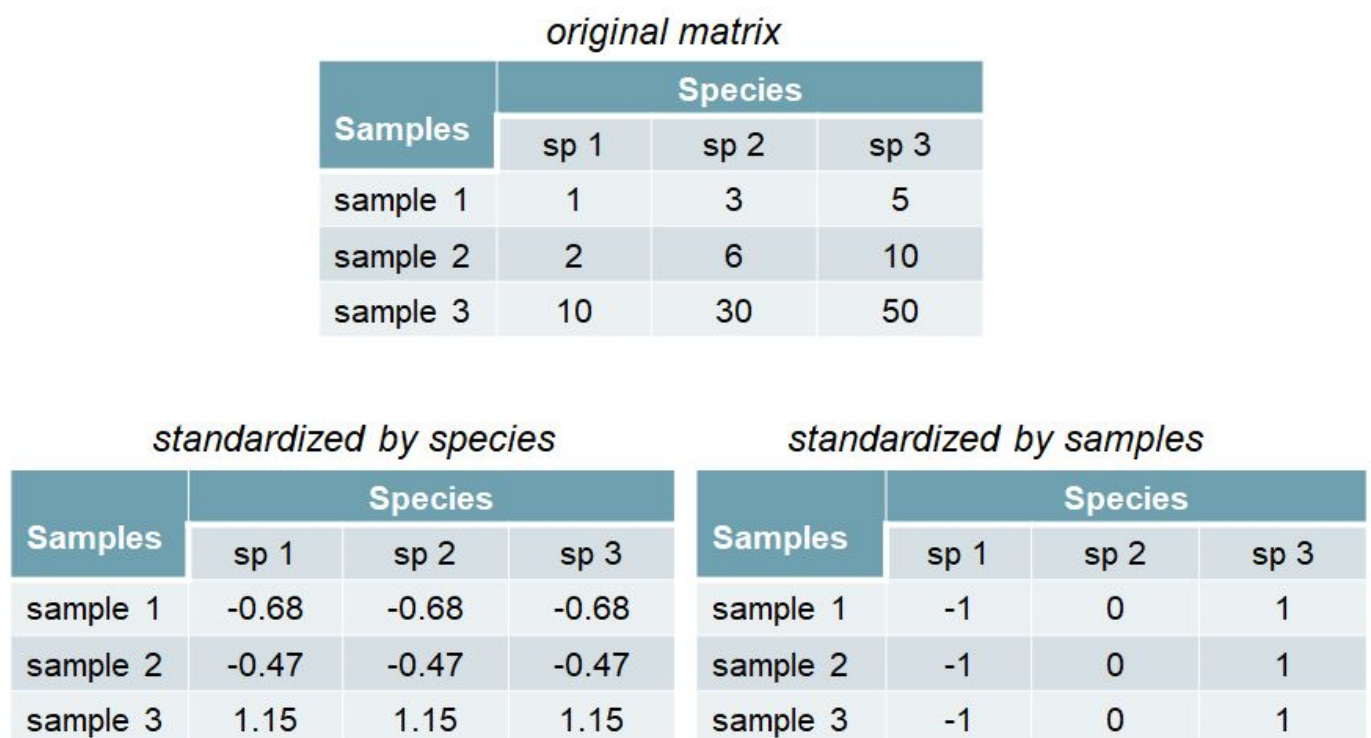 original matrix
Species
Samples
sp 1 sp 2 sp 3
sample 1 1 3 5
sample 2 2 6 10
sample 3 10 30 50
standardized by species
Species
Samples
sp 1 sp 2 sp 3
sample 1 -0.68 -0.68 -0.68
sample 2 -0.47 -0.47 -0.47
sample 3 1.15 1.15 1.15
standardized by samples
Species
Samples
sp 1 sp 2 sp 3
sample 1 -1 0 1
sample 2 -1 0 1
sample 3 -1 0 1